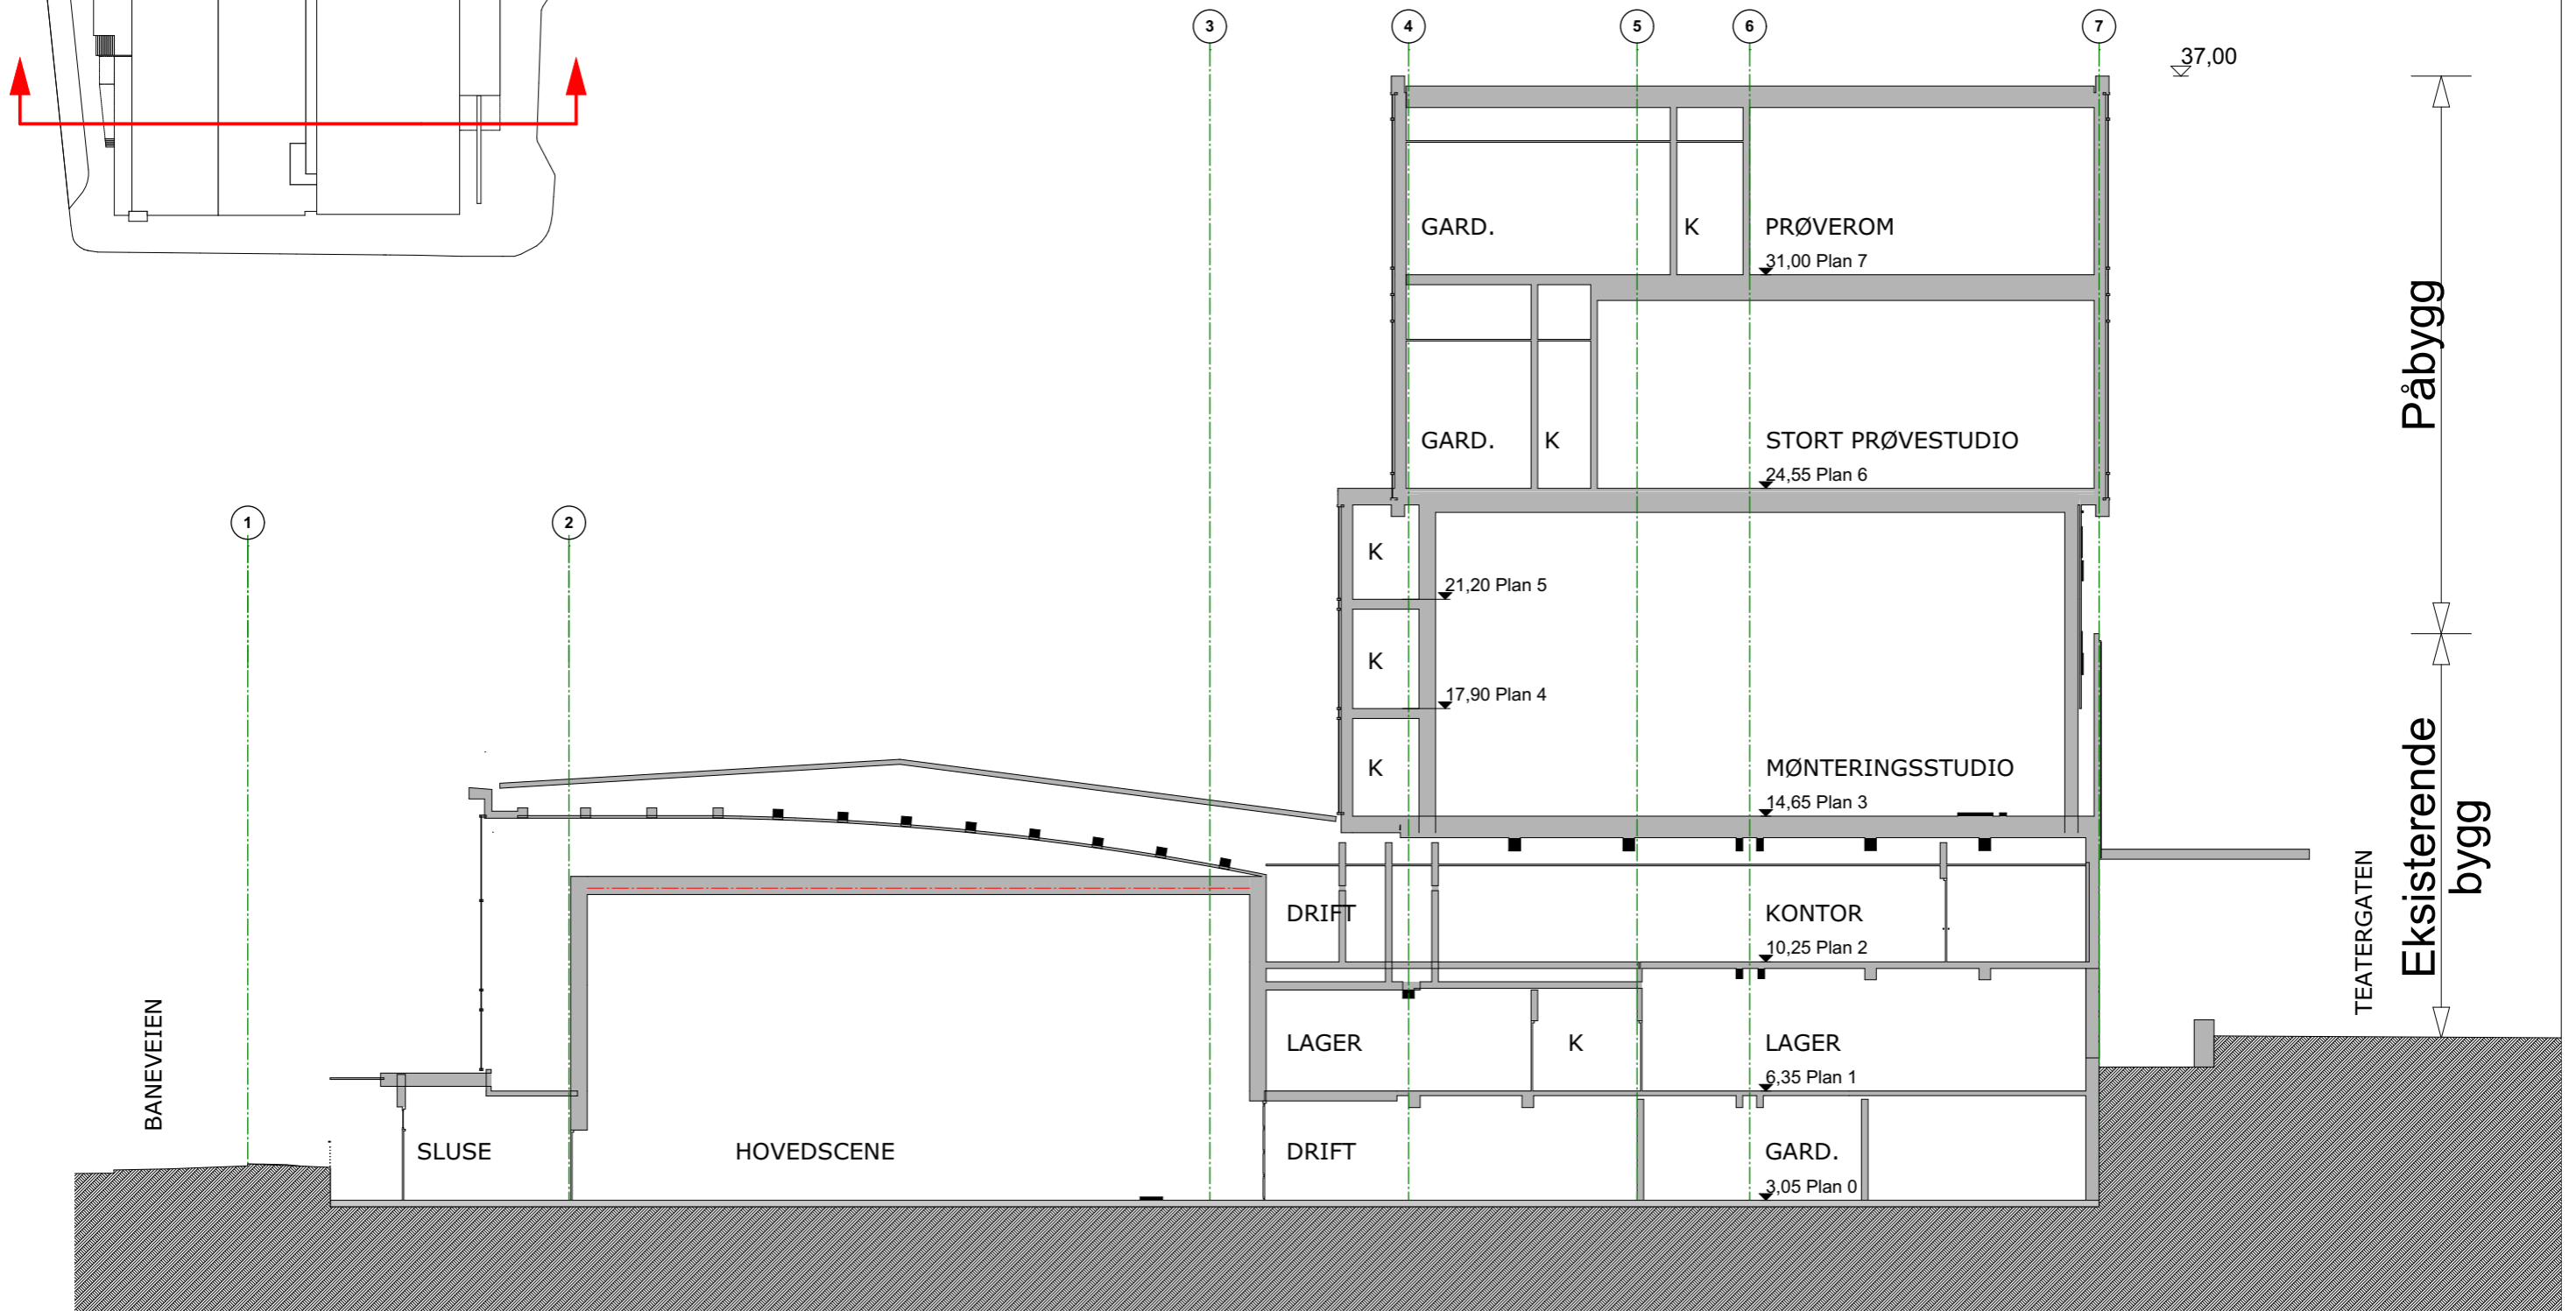 3 4 5 6 7
37,00
GARD. K PRØVEROM
31,00 Plan 7
Påbygg
GARD. K STORT PRØVESTUDIO
24,55 Plan 6
1 2
K
21,20 Plan 5
K
17,90 Plan 4
K MØNTERINGSSTUDIO
14,65 Plan 3
Eksisterende
bygg
DRIFT KONTOR
10,25 Plan 2
TEATERGATEN
BANEVEIEN
LAGER K LAGER
6,35 Plan 1
SLUSE HOVEDSCENE DRIFT GARD.
3,05 Plan 0